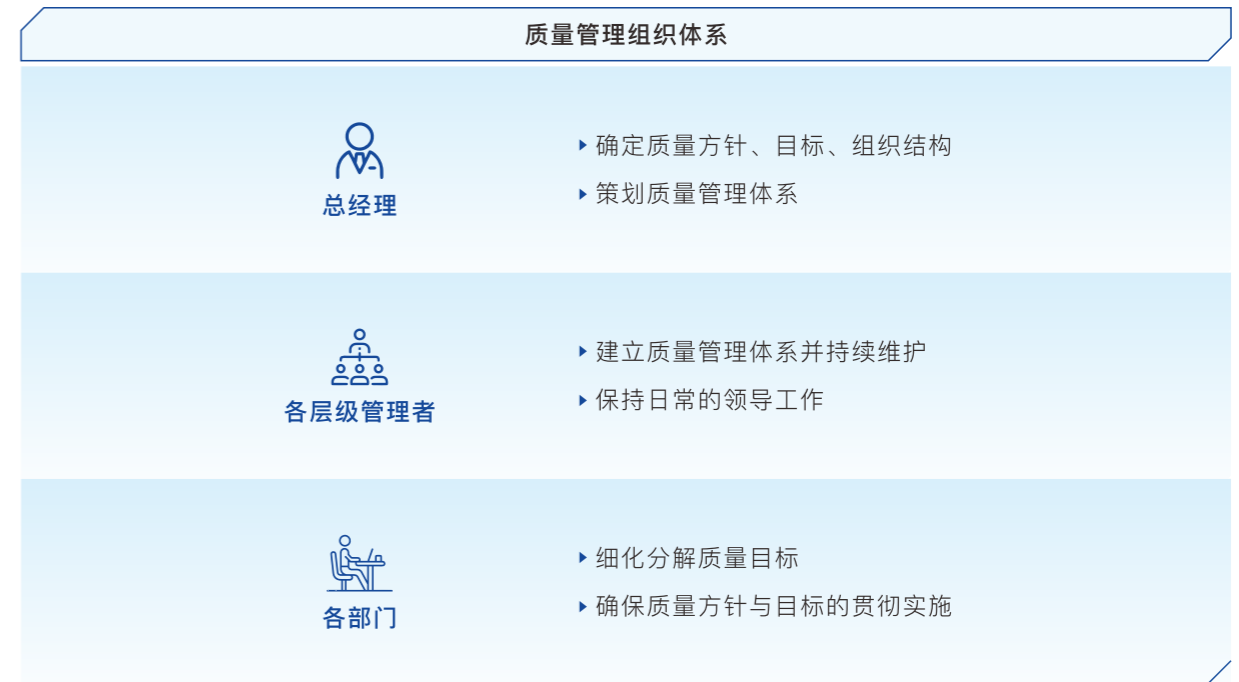 质量管理组织体系
总经理
确定质量方针、目标、组织结构
策划质量管理体系
各层级管理者
建立质量管理体系并持续维护
保持日常的领导工作
各部门
细化分解质量目标
确保质量方针与目标的贯彻实施